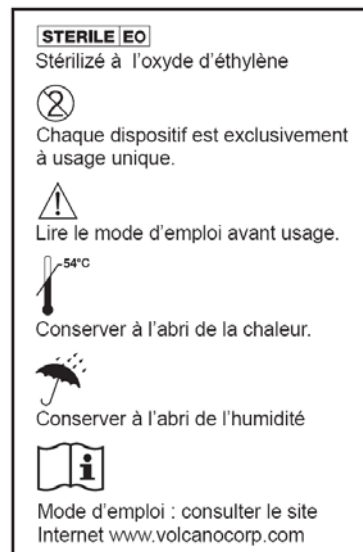 STERILE EO
Stérilizé à l'oxyde d'éthylène
2
Chaque dispositif est exclusivement
à usage unique.
Lire le mode d'emploi avant usage.
54°C
Conserver à l'abri de la chaleur.
Conserver à l'abri de l'humidité
i
Mode d'emploi : consulter le site
Internet www.volcanocorp.com